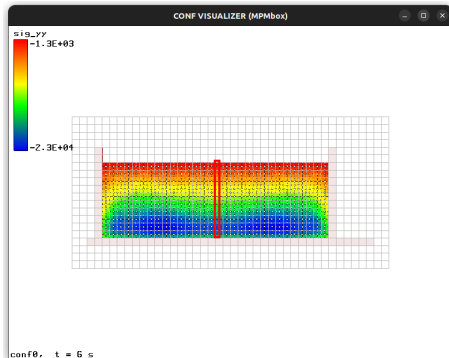 CONF VISUALIZER (MPMbox)
sig_yy
-1.3E+03
-2.3E+04
conf0, t = 6 s